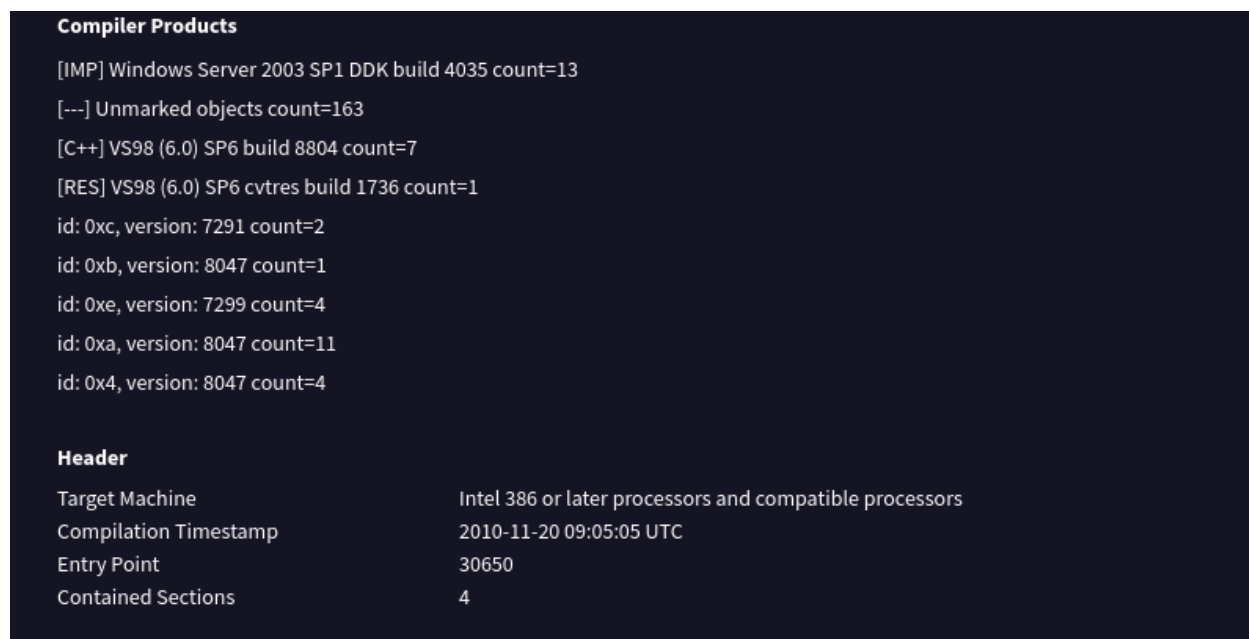 Compiler Products
[IMP] Windows Server 2003 SP1 DDK build 4035 count=13
[---] Unmarked objects count=163
[C++] VS98 (6.0) SP6 build 8804 count=7
[RES] VS98 (6.0) SP6 cvtres build 1736 count=1
id: 0xc, version: 7291 count=2
id: 0xb, version: 8047 count=1
id: 0xe, version: 7299 count=4
id: 0xa, version: 8047 count=11
id: 0x4, version: 8047 count=4
Header
Target Machine Intel 386 or later processors and compatible processors
Compilation Timestamp 2010-11-20 09:05:05 UTC
Entry Point 30650
Contained Sections 4